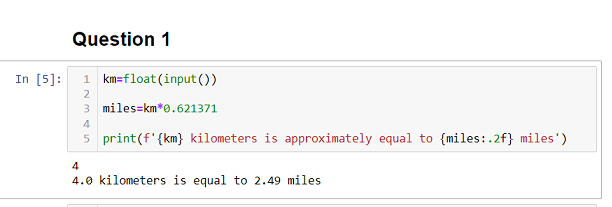 Question 1
In [5]:
1 km=float(input())
2
3 miles=km*0.621371
4
5 print(f'{km} kilometers is approximately equal to {miles:.2f} miles')
4
4.0 kilometers is equal to 2.49 miles